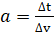 a = Δt / Δv